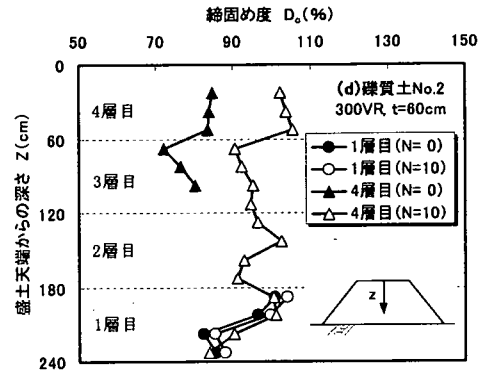 締固め度 Dc(%)
50 70 90 110 130 150
0
60
120
180
240
盛土天端からの深さ Z(cm)
4層目
3層目
2層目
1層目
(d)礫質土No.2
300VR, t=60cm
1層目(N= 0)
1層目(N=10)
4層目(N= 0)
4層目(N=10)
z